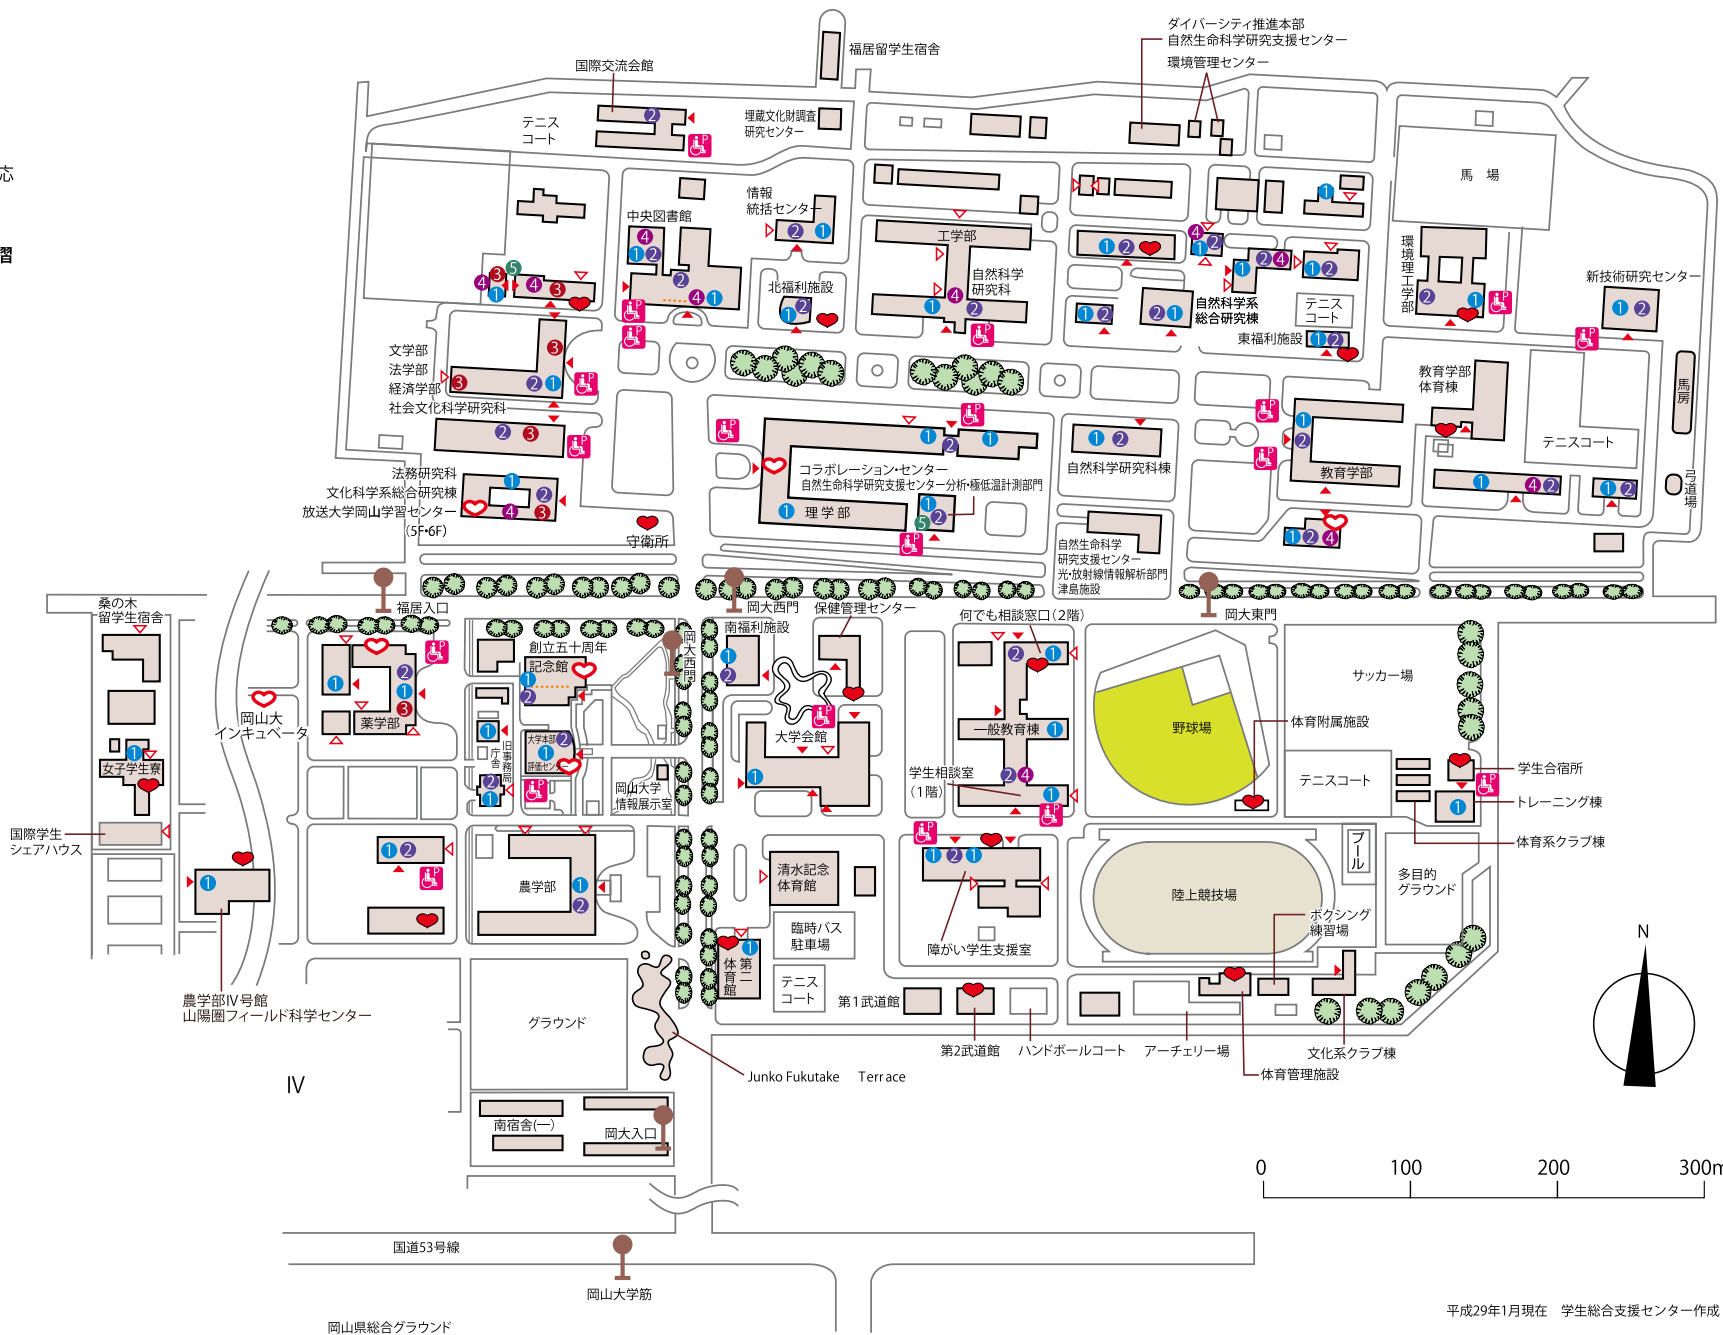 ダイバーシティ推進本部
自然生命科学研究支援センター
福居留学生宿舎
環境管理センター
国際交流会館
テニス
コート
埋蔵文化財調査
研究センター
応
習
馬 場
情報
統括センター
中央図書館
工学部
環境理工学部
自然科学
研究科
新技術研究センター
北福利施設
自然科学系
総合研究棟
テニス
コート
東福利施設
文学部
法学部
経済学部
社会文化科学研究科
教育学部
体育棟
馬房
テニスコート
コラボレーション・センター
自然生命科学研究支援センター分析・極低温計測部門
自然科学研究科棟
教育学部
弓道場
法務研究科
文化科学系総合研究棟
放送大学岡山学習センター
(5F・6F)
理学部
守衛所
自然生命科学
研究支援センター
光・放射線情報解析部門
津島施設
桑の木
留学生宿舎
福居入口
岡大西門
保健管理センター
何でも相談窓口(2階)
岡大東門
南福利施設
岡大西門
創立五十周年
記念館
サッカー場
岡山大
インキュベータ
薬学部
大学会館
一般教育棟
野球場
体育附属施設
大学本部棟
評価センター
旧事務局
庁舎
女子学生寮
岡山大学
情報展示室
学生相談室
(1階)
テニスコート
学生合宿所
トレーニング棟
国際学生
シェアハウス
体育系クラブ棟
プール
農学部
清水記念
体育館
陸上競技場
多目的
グラウンド
臨時バス
駐車場
障がい学生支援室
ボクシング
練習場
第二
体育館
テニス
コート
第1武道館
農学部Ⅳ号館
山陽圏フィールド科学センター
グラウンド
第2武道館
ハンドボールコート
アーチェリー場
文化系クラブ棟
体育管理施設
N
Junko Fukutake Terrace
Ⅳ
南宿舎(一)
岡大入口
0 100 200 300m
国道53号線
岡山大学筋
平成29年1月現在 学生総合支援センター作成
岡山県総合グラウンド